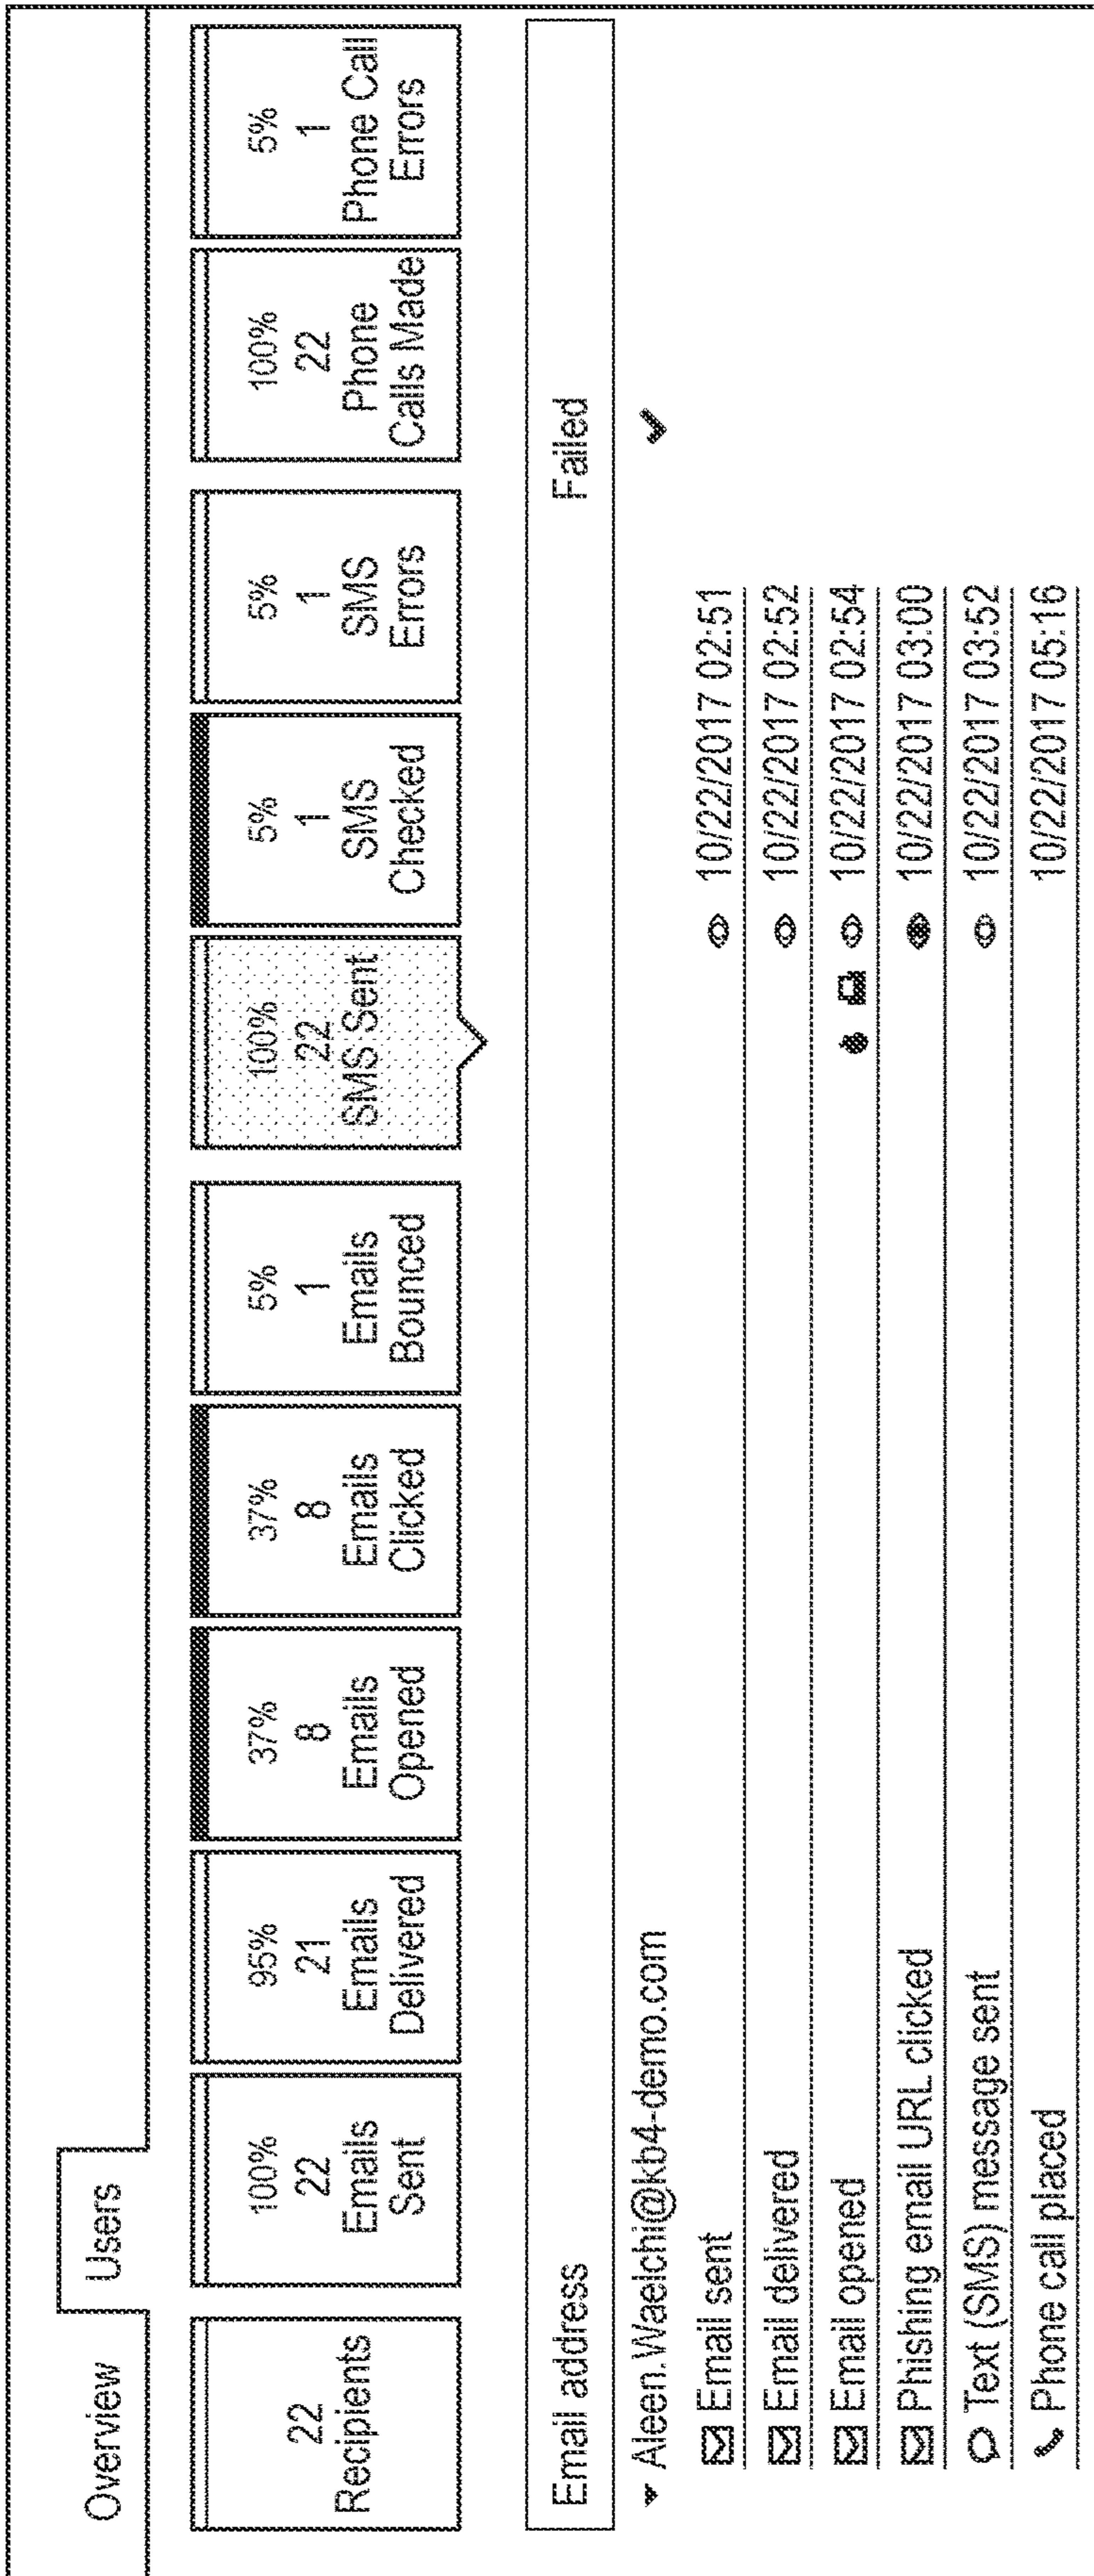 Overview
Users
22
Recipients
100%
22
Emails
Sent
95%
21
Emails
Delivered
37%
8
Emails
Opened
37%
8
Emails
Clicked
5%
1
Emails
Bounced
100%
22
SMS Sent
5%
1
SMS
Checked
5%
1
SMS
Errors
100%
22
Phone
Calls Made
5%
1
Phone Call
Errors
Email address Failed
Aleen.Waelchi@kb4-demo.com
Email sent 10/22/2017 02:51
Email delivered 10/22/2017 02:52
Email opened 10/22/2017 02:54
Phishing email URL clicked 10/22/2017 03:00
Text (SMS) message sent 10/22/2017 03:52
Phone call placed 10/22/2017 05:16